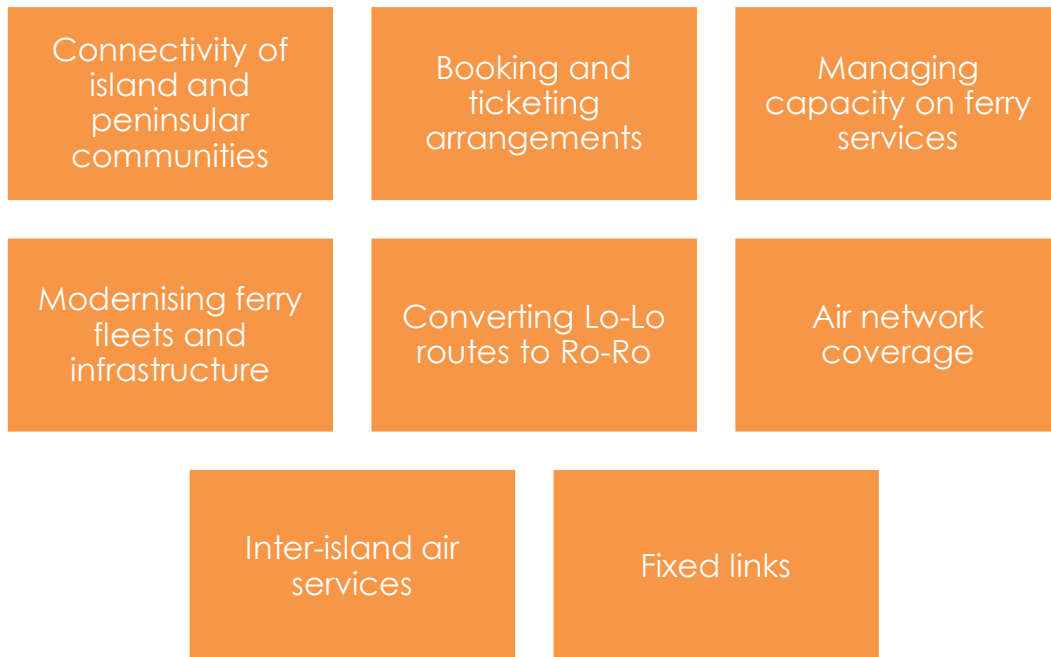 Connectivity of
island and
peninsular
communities
Booking and
ticketing
arrangements
Managing
capacity on ferry
services
Modernising ferry
fleets and
infrastructure
Converting Lo-Lo
routes to Ro-Ro
Air network
coverage
Inter-island air
services
Fixed links